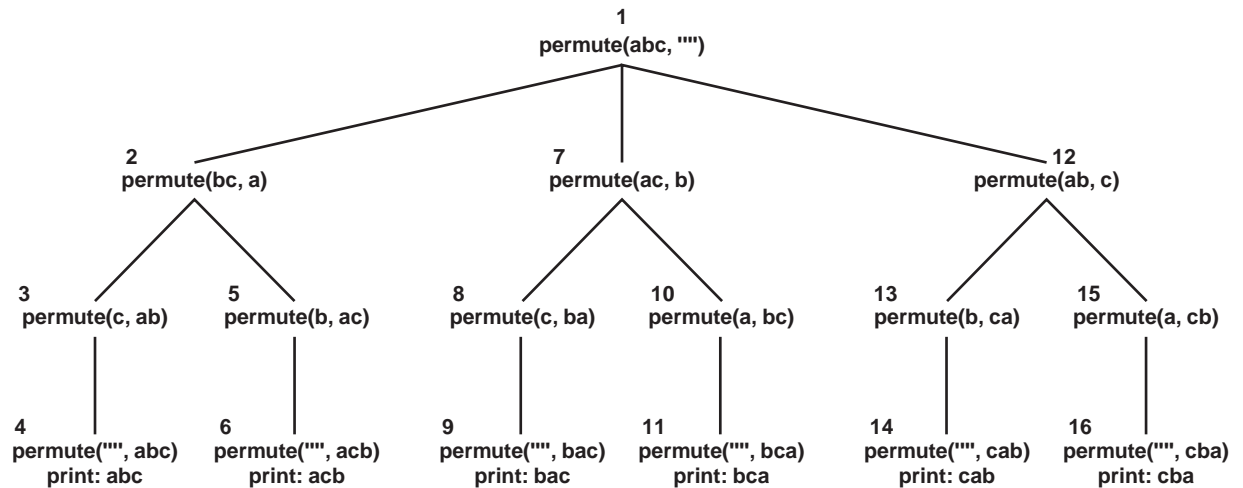 1
permute(abc, "")
2
7
12
permute(bc, a)
permute(ac, b)
permute(ab, c)
3
5
8
10
13
15
permute(c, ab)
permute(b, ac)
permute(c, ba)
permute(a, bc)
permute(b, ca)
permute(a, cb)
4
6
9
11
14
16
permute("", abc)
permute("", acb)
permute("", bac)
permute("", bca)
permute("", cab)
permute("", cba)
print: abc
print: acb
print: bac
print: bca
print: cab
print: cba